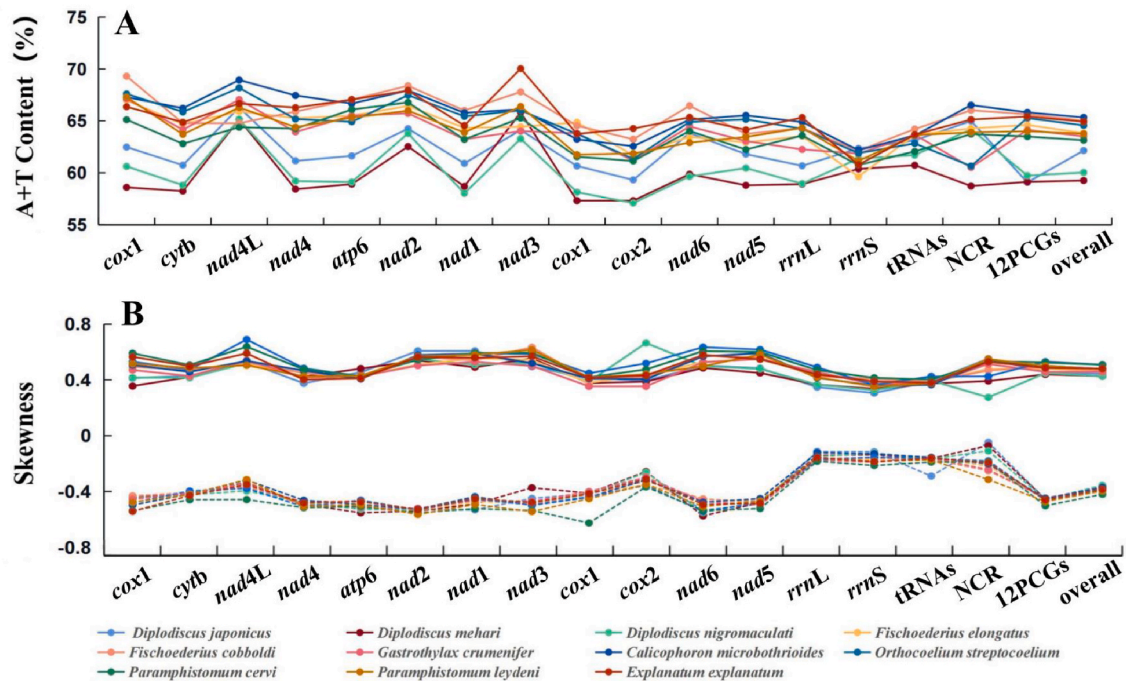 A
A+T Content (%)
75
70
65
60
55
cox1 cytb nad4L nad4 atp6 nad2 nad1 nad3 cox1 cox2 nad6 nad5 rrnL rrnS tRNAs NCR 12PCGs overall
B
Skewness
0.8
0.4
0
-0.4
-0.8
cox1 cytb nad4L nad4 atp6 nad2 nad1 nad3 cox1 cox2 nad6 nad5 rrnL rrnS tRNAs NCR 12PCGs overall
Diplodiscus japonicus Diplodiscus mehari Diplodiscus nigromaculati Fischoederius elongatus
Fischoederius cobboldi Gastrothylax crumenifer Calicophoron microbothrioides Orthocoelium streptocoelium
Paramphistomum cervi Paramphistomum leydeni Explanatum explanatum